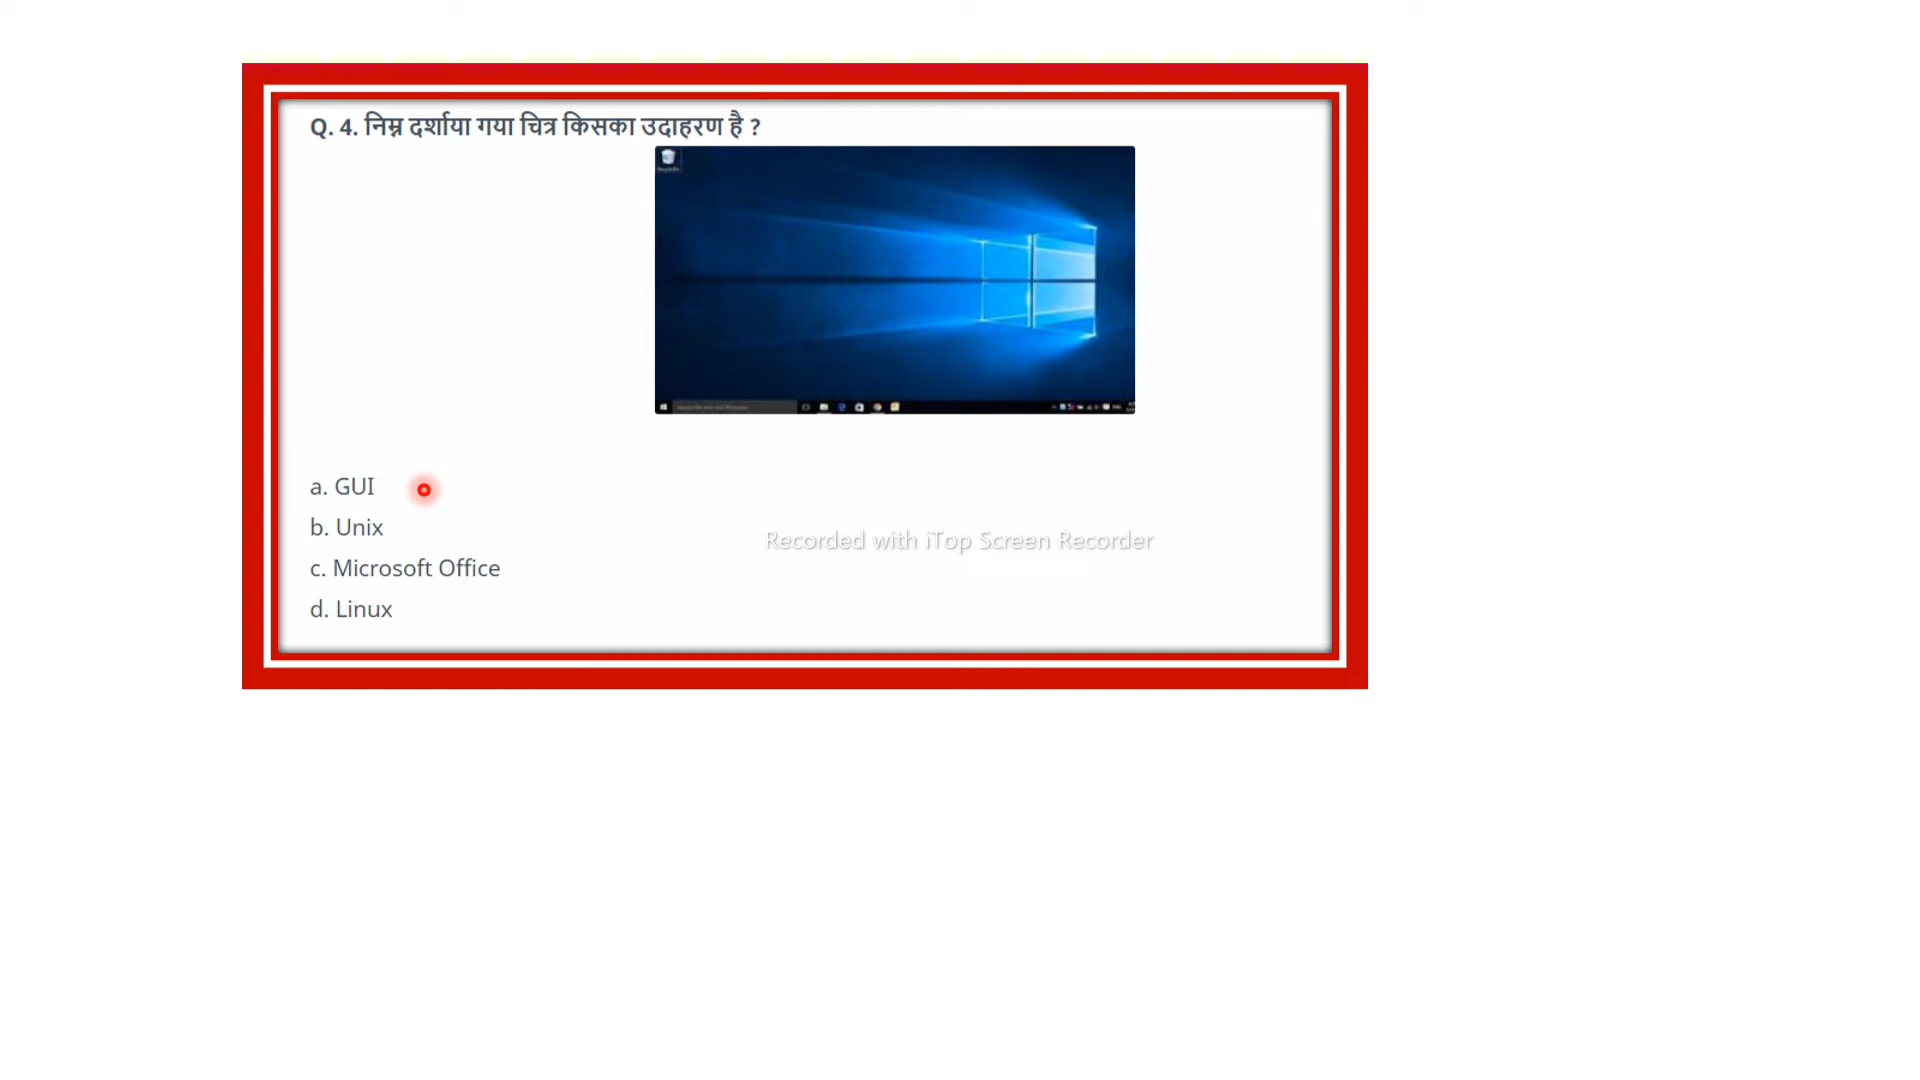 Q. 4. निम्न दर्शाया गया चित्र किसका उदाहरण है ?
a. GUI
b. Unix
Recorded with iTop Screen Recorder
c. Microsoft Office
d. Linux